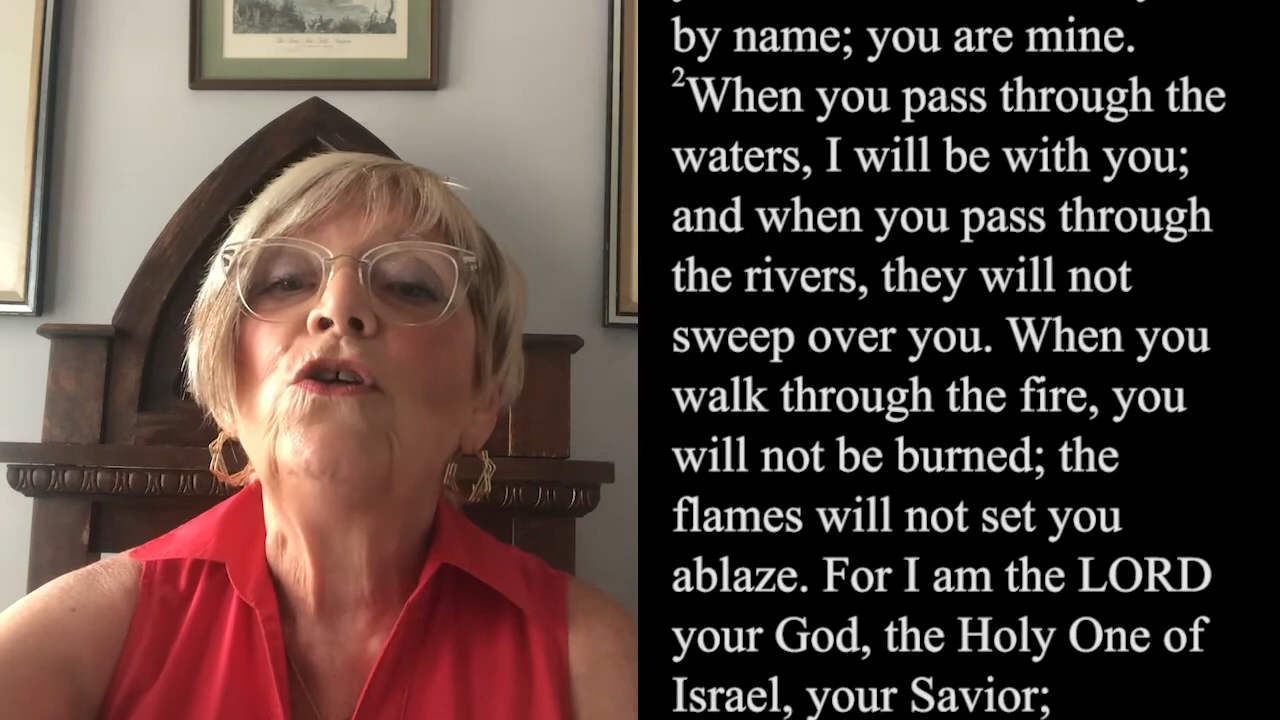 by name; you are mine.
²When you pass through the
waters, I will be with you;
and when you pass through
the rivers, they will not
sweep over you. When you
walk through the fire, you
will not be burned; the
flames will not set you
ablaze. For I am the LORD
your God, the Holy One of
Israel, your Savior;